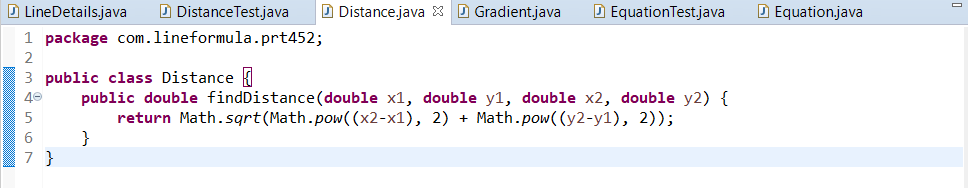 LineDetails.java DistanceTest.java Distance.java Gradient.java EquationTest.java Equation.java
1 package com.lineformula.prt452;
2
3 public class Distance {
4 public double findDistance(double x1, double y1, double x2, double y2) {
5 return Math.sqrt(Math.pow((x2-x1), 2) + Math.pow((y2-y1), 2));
6 }
7 }